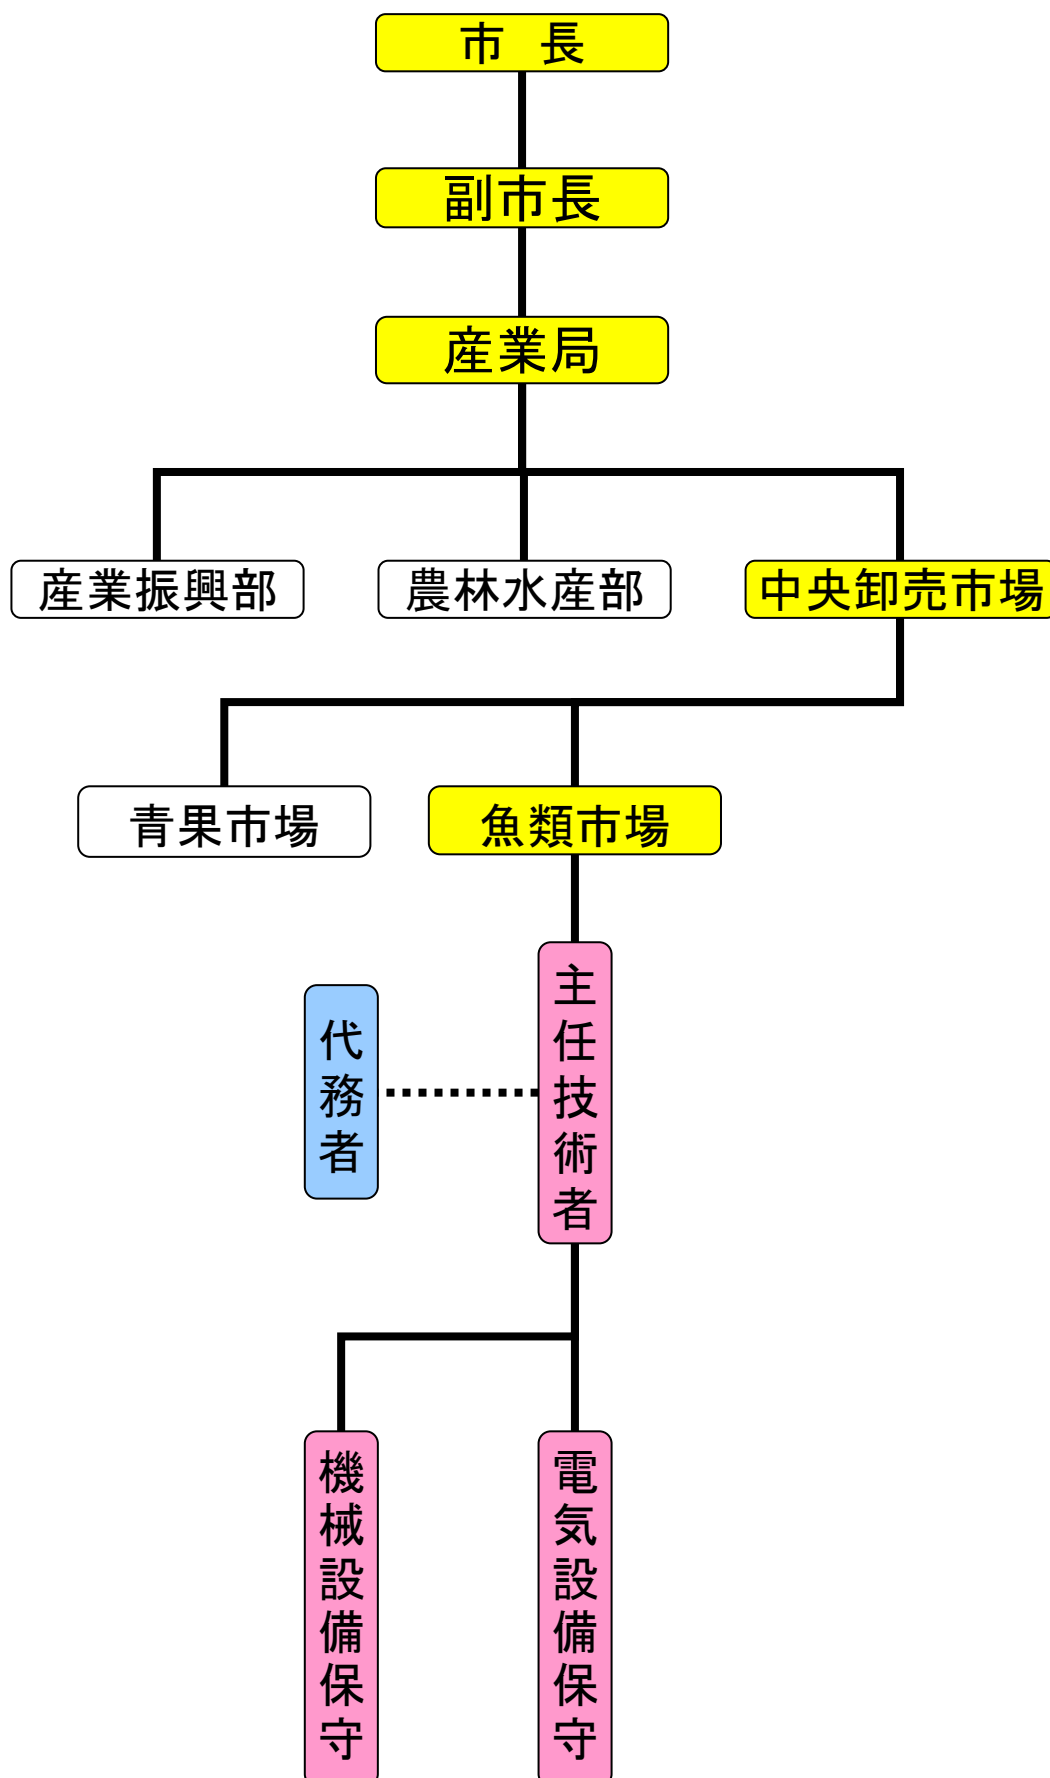 市　長
副市長
産業局
産業振興部
農林水産部
中央卸売市場
青果市場
魚類市場
主任技術者
代務者
機械設備保守
電気設備保守